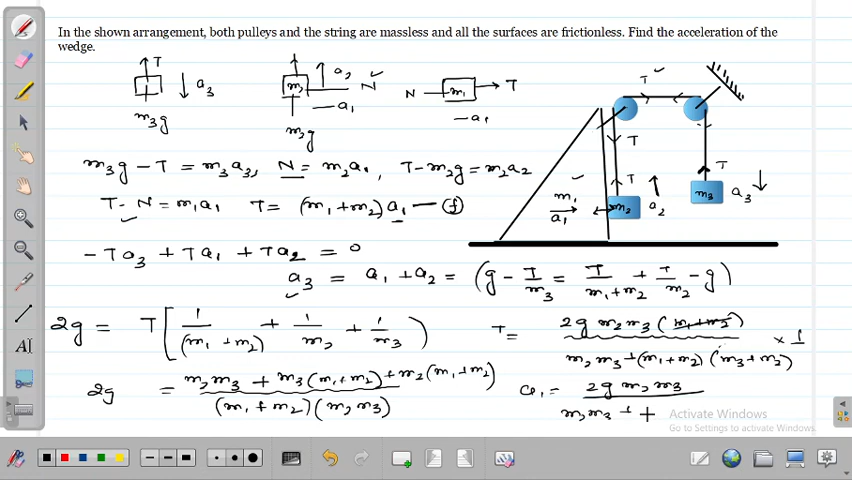 In the shown arrangement, both pulleys and the string are massless and all the surfaces are frictionless. Find the acceleration of the
wedge.
T a₃ m₃g
T a₂ m₂ N a₁ m₂g
N m₁ T a₁
T T T T
m₁ a₁ m₂ a₂ m₃ a₃
m₃g - T = m₃a₃, N = m₂a₁, T - m₂g = m₂a₂
T - N = m₁a₁ T = (m₁ + m₂) a₁
- Ta₃ + Ta₁ + Ta₂ = 0
a₃ = a₁ + a₂ = (g - T/m₃ = T/(m₁ + m₂) + T/m₂ - g)
2g = T [1/(m₁ + m₂) + 1/m₂ + 1/m₃)
T = 2g m₂m₃(m₁+m₂) / m₂m₃ + (m₁+m₂)(m₃+m₂) × 1
2g = m₂m₃ + m₃(m₁+m₂) + m₂(m₁+m₂) / (m₁+m₂)(m₂m₃)
a₁ = 2g m₂m₃ / m₂m₃ + +
Activate Windows
Go to Settings to activate Windows.
A